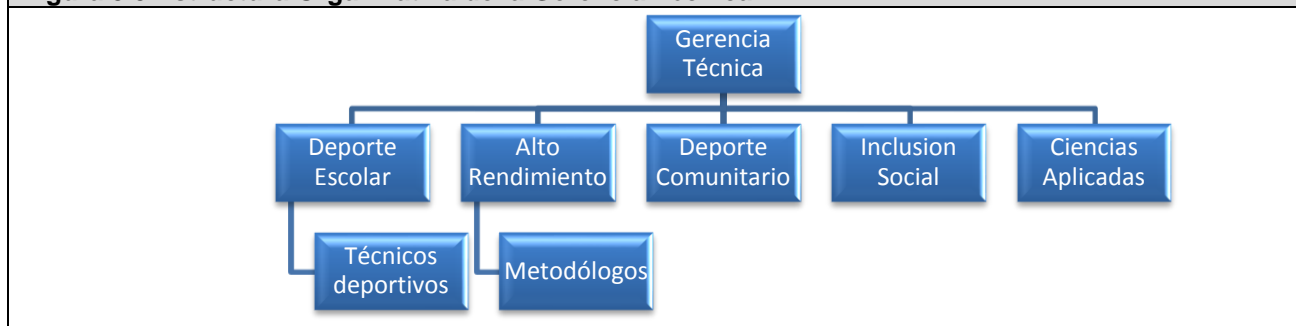 Gerencia
Técnica
Deporte
Escolar
Alto
Rendimiento
Deporte
Comunitario
Inclusion
Social
Ciencias
Aplicadas
Técnicos
deportivos
Metodólogos